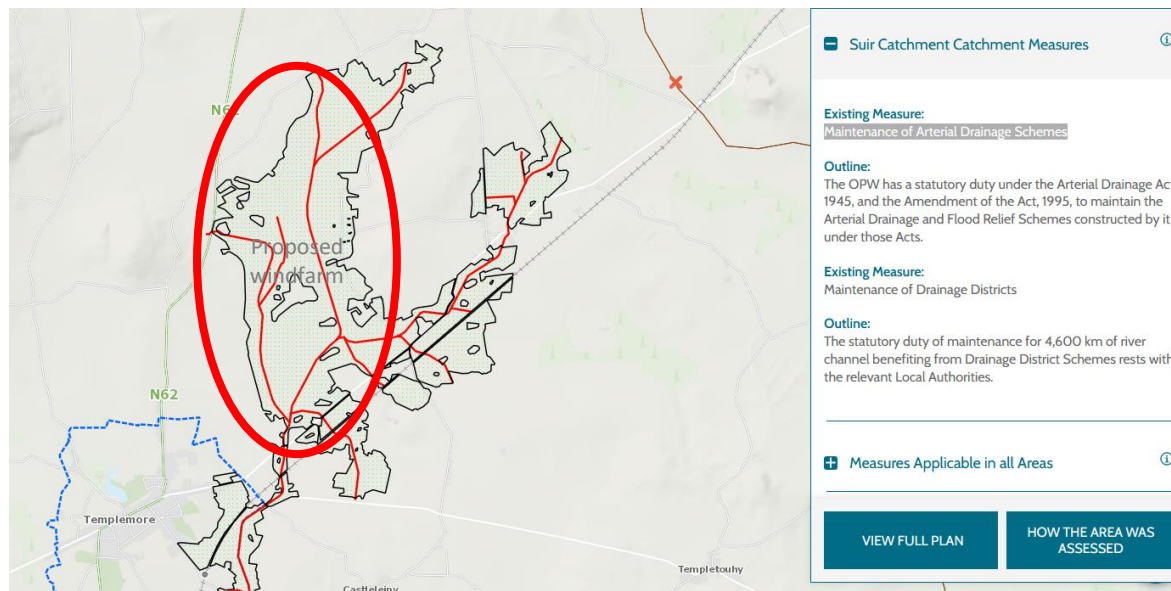 N62
Proposed
windfarm
N62
Templemore
Castleleiny
Templetouhy
Suir Catchment Catchment Measures
Existing Measure:
Maintenance of Arterial Drainage Schemes
Outline:
The OPW has a statutory duty under the Arterial Drainage Ac
1945, and the Amendment of the Act, 1995, to maintain the
Arterial Drainage and Flood Relief Schemes constructed by it
under those Acts.
Existing Measure:
Maintenance of Drainage Districts
Outline:
The statutory duty of maintenance for 4,600 km of river
channel benefiting from Drainage District Schemes rests with
the relevant Local Authorities.
Measures Applicable in all Areas
VIEW FULL PLAN
HOW THE AREA WAS
ASSESSED